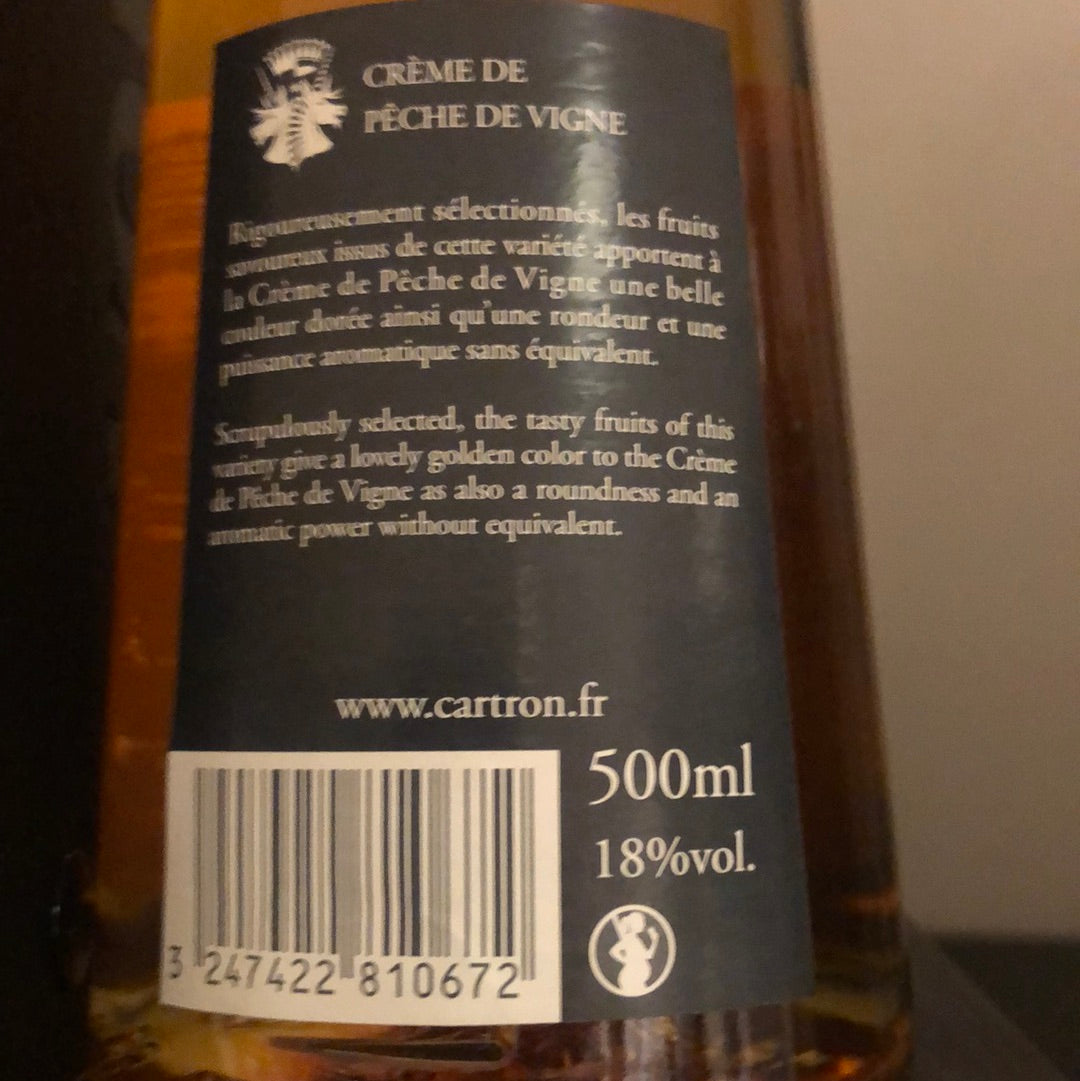 CRÈME DE
PÊCHE DE VIGNE
Rigoureusement sélectionnés, les fruits
savoureux issus de cette variété apportent à
la Crème de Pêche de Vigne une belle
couleur dorée ainsi qu'une rondeur et une
puissance aromatique sans équivalent.
Scrupulously selected, the tasty fruits of this
variety give a lovely golden color to the Crème
de Pêche de Vigne as also a roundness and an
aromatic power without equivalent.
www.cartron.fr
500ml
18%vol.
3 247422 810672